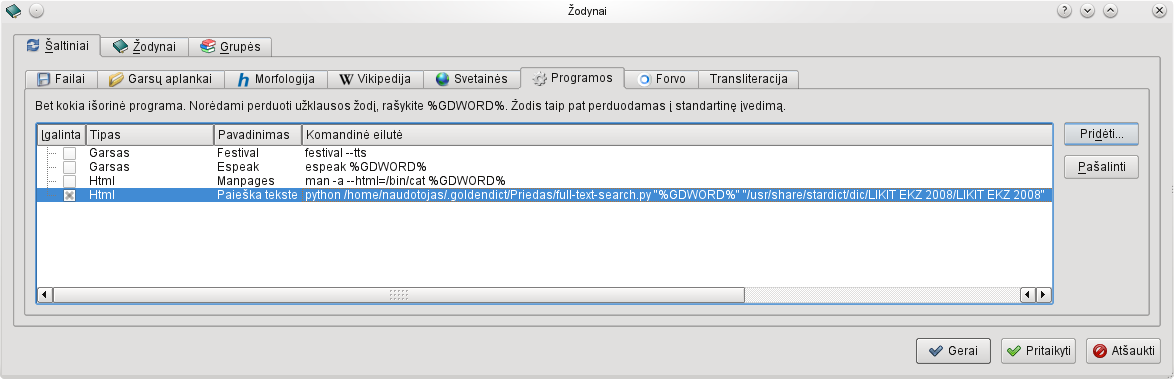 Žodynai
Šaltiniai Žodynai Grupės
Failai Garsų aplankai Morfologija Vikipedija Svetainės Programos Forvo Transliteracija
Bet kokia išorinė programa. Norėdami perduoti užklausos žodį, rašykite %GDWORD%. Žodis taip pat perduodamas į standartinę įvedimą.
Įgalinta Tipas Pavadinimas Komandinė eilutė
Garsas Festival festival --tts
Garsas Espeak espeak %GDWORD%
Html Manpages man -a --html=/bin/cat %GDWORD%
Html Paieška tekste python /home/naudotojas/.goldendict/Priedas/full-text-search.py "%GDWORD%" "/usr/share/stardict/dic/LIKIT EKZ 2008/LIKIT EKZ 2008"
Pridėti...
Pašalinti
Gerai Pritaikyti Atšaukti